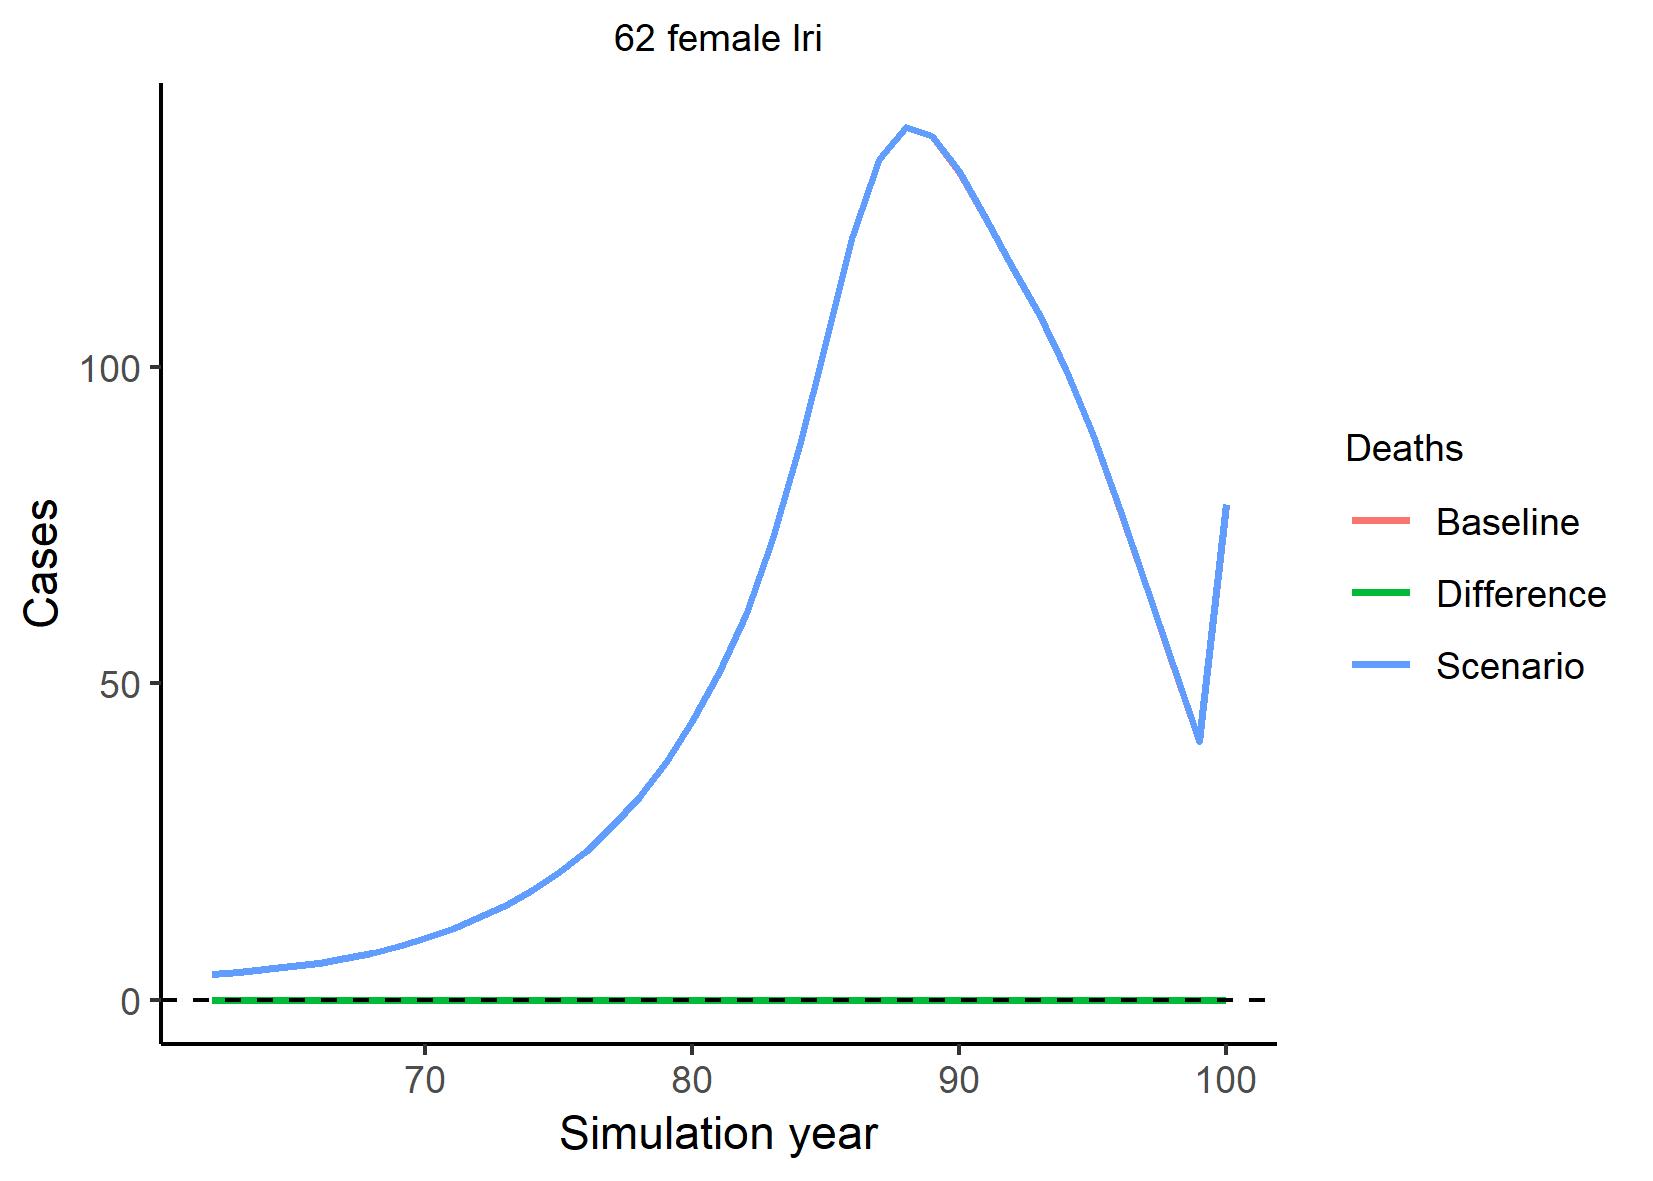 62 female lri
Cases
100
50
0
70 80 90 100
Simulation year
Deaths
Baseline
Difference
Scenario